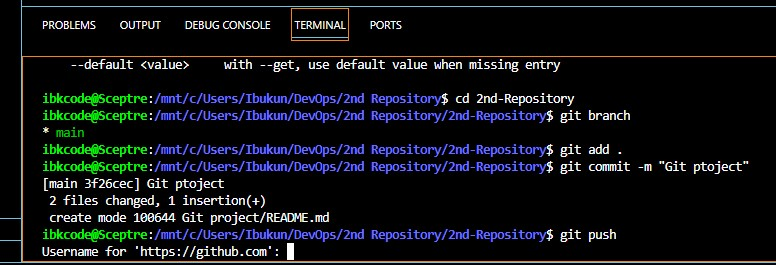 PROBLEMS OUTPUT DEBUG CONSOLE TERMINAL PORTS
--default <value> with --get, use default value when missing entry
ibkcode@Sceptre:/mnt/c/Users/Ibukun/DevOps/2nd Repository$ cd 2nd-Repository
ibkcode@Sceptre:/mnt/c/Users/Ibukun/DevOps/2nd Repository/2nd-Repository$ git branch
* main
ibkcode@Sceptre:/mnt/c/Users/Ibukun/DevOps/2nd Repository/2nd-Repository$ git add .
ibkcode@Sceptre:/mnt/c/Users/Ibukun/DevOps/2nd Repository/2nd-Repository$ git commit -m "Git ptoject"
[main 3f26cec] Git ptoject
2 files changed, 1 insertion(+)
create mode 100644 Git project/README.md
ibkcode@Sceptre:/mnt/c/Users/Ibukun/DevOps/2nd Repository/2nd-Repository$ git push
Username for 'https://github.com':